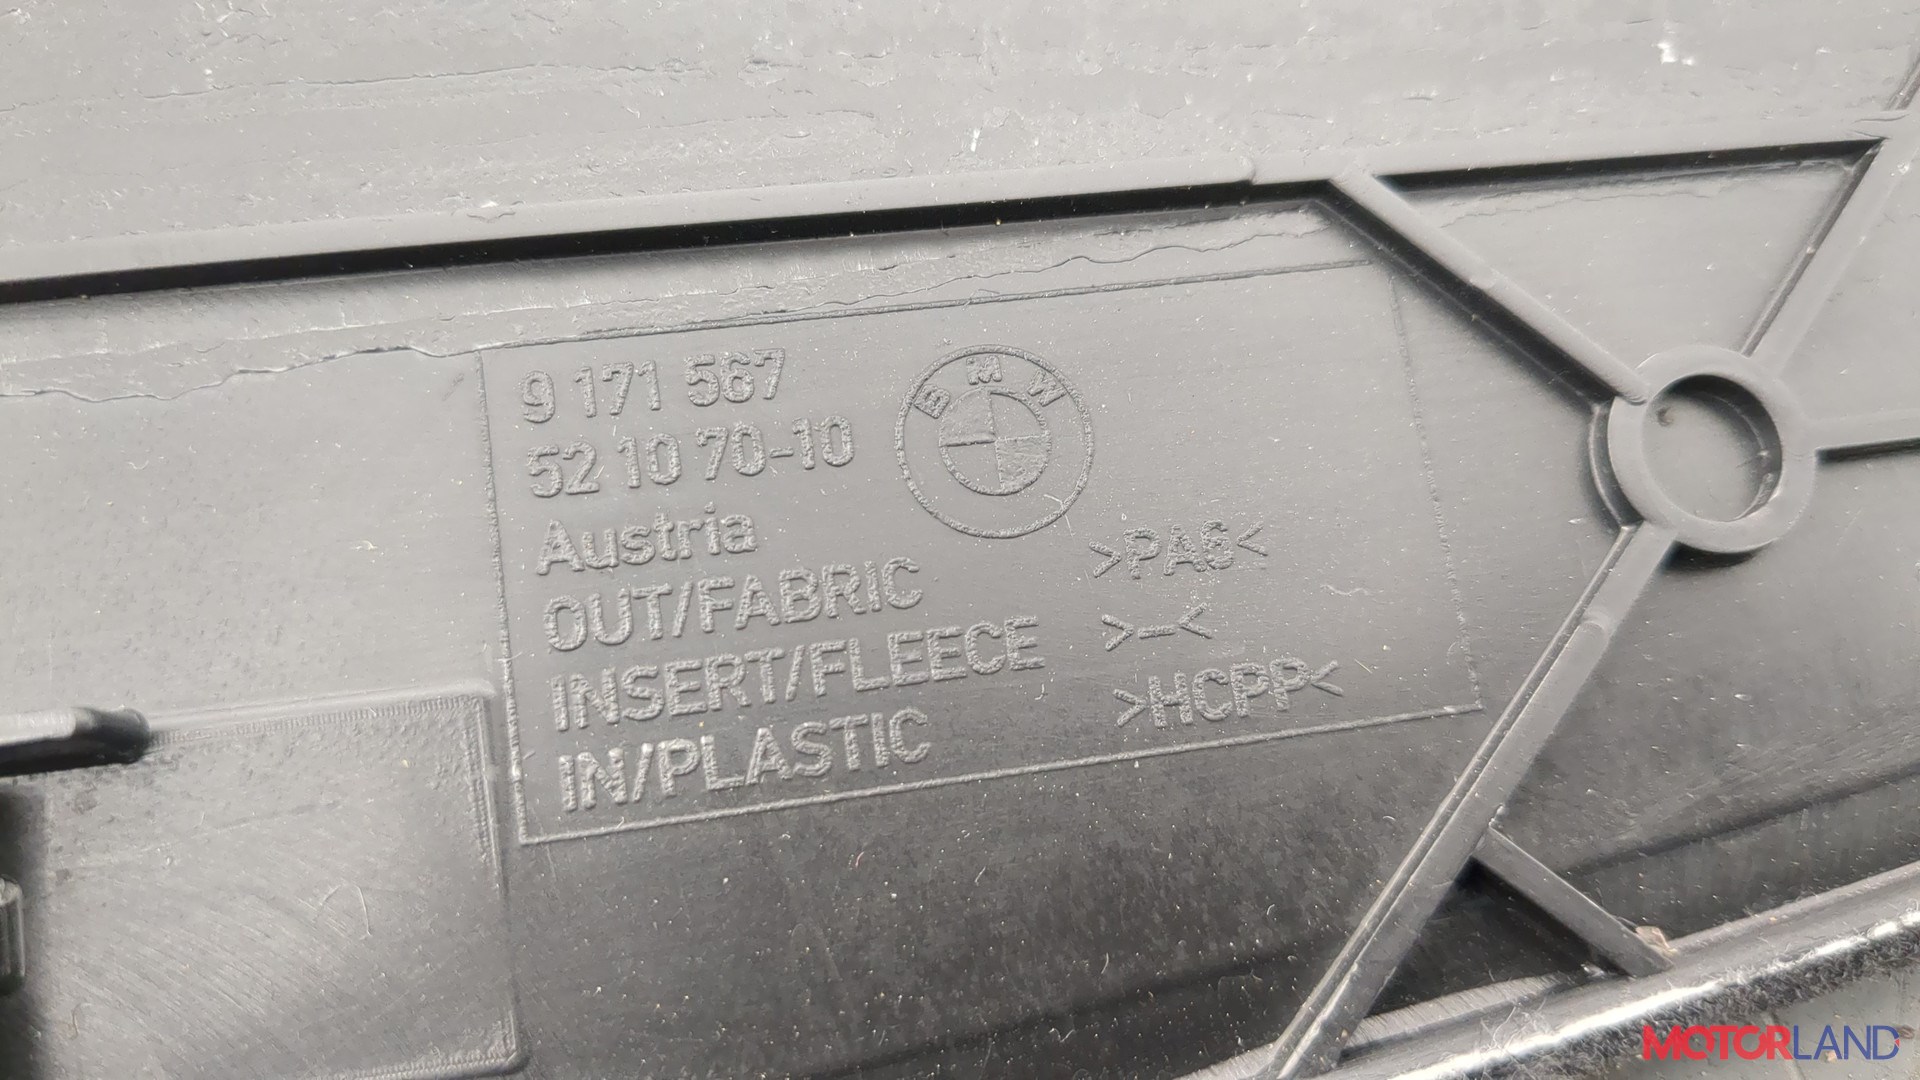 9 171 567
52 10 70-10
BMW
Austria
OUT/FABRIC >PA6<
INSERT/FLEECE >-<
IN/PLASTIC >HCPP<
MOTORLAND